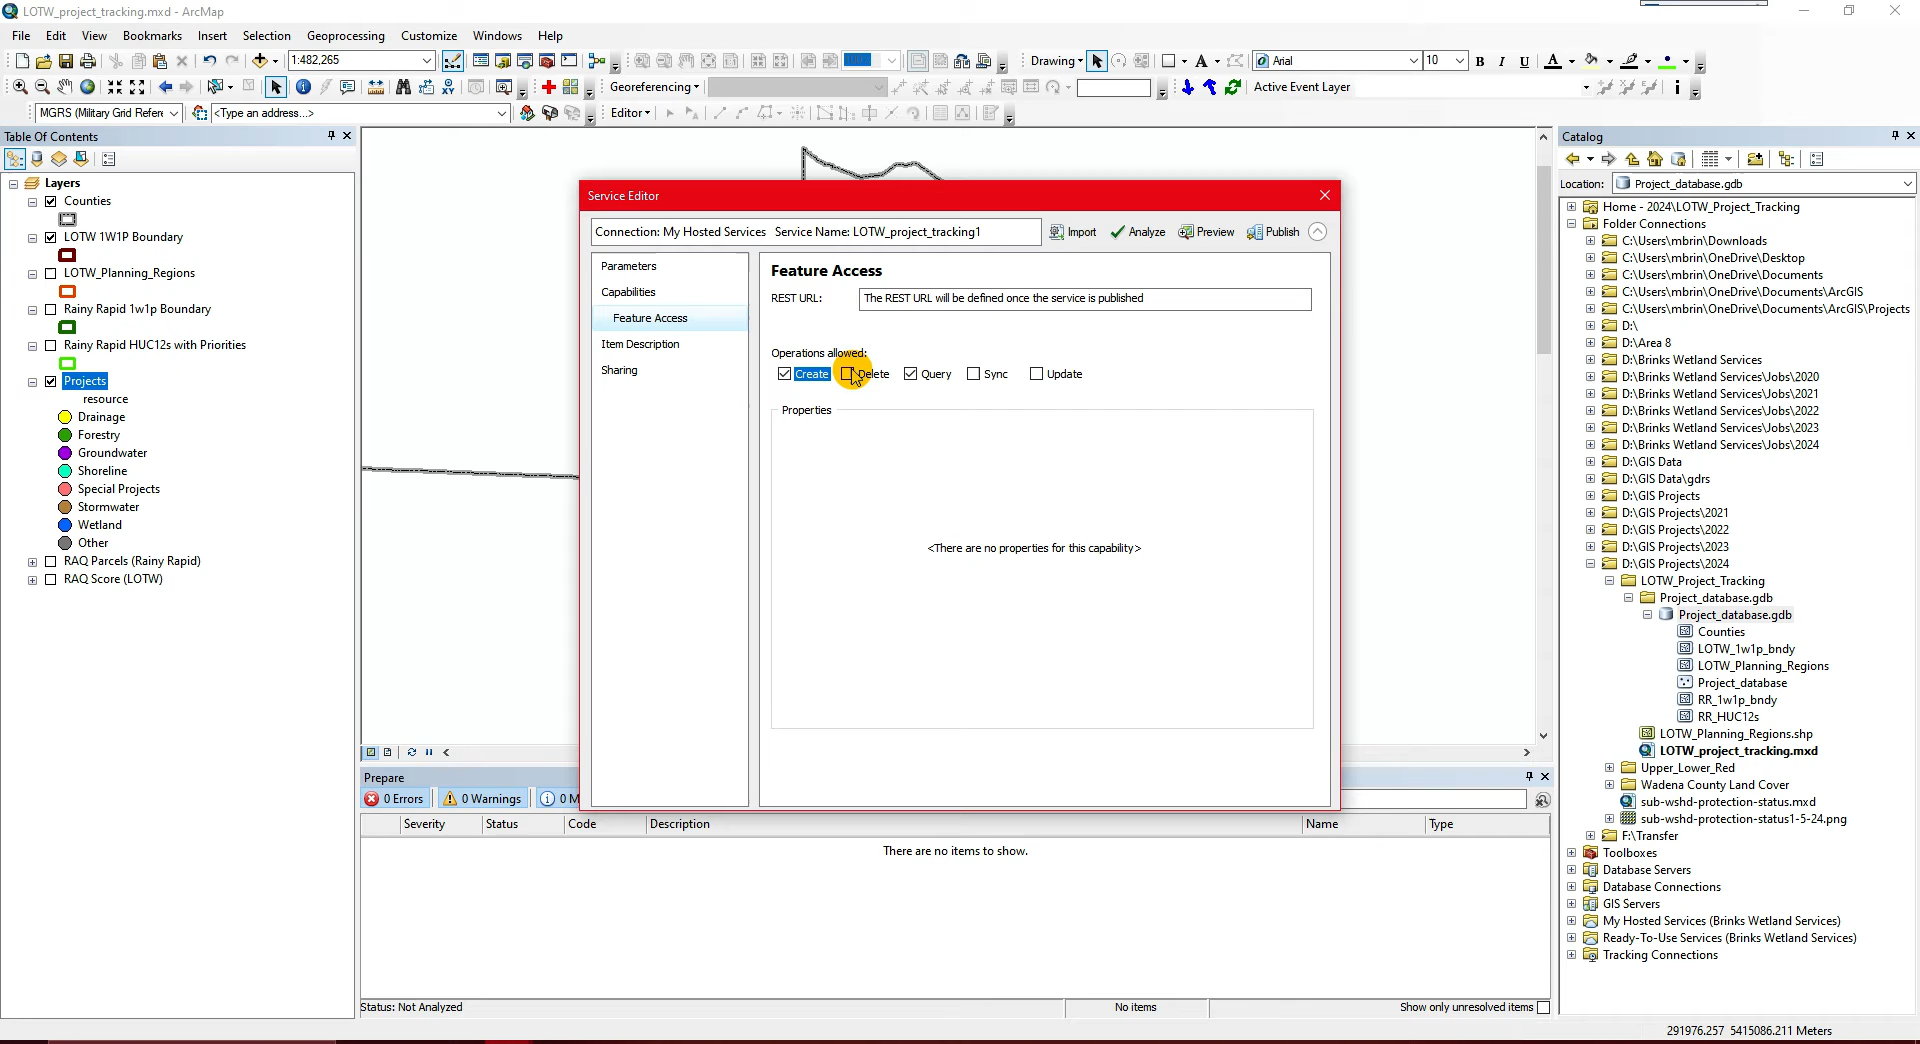 LOTW_project_tracking.mxd - ArcMap
File Edit View Bookmarks Insert Selection Geoprocessing Customize Windows Help
1:482,265
Drawing
Arial
10
B I U A
Georeferencing
Active Event Layer
MGRS (Military Grid Refere
<Type an address...>
Editor
Table Of Contents
Layers
Counties
LOTW 1W1P Boundary
LOTW_Planning_Regions
Rainy Rapid 1w1p Boundary
Rainy Rapid HUC12s with Priorities
Projects
resource
Drainage
Forestry
Groundwater
Shoreline
Special Projects
Stormwater
Wetland
Other
RAQ Parcels (Rainy Rapid)
RAQ Score (LOTW)
Service Editor
Connection: My Hosted Services Service Name: LOTW_project_tracking1
Import Analyze Preview Publish
Parameters
Capabilities
Feature Access
Item Description
Sharing
Feature Access
REST URL: The REST URL will be defined once the service is published
Operations allowed:
Create Delete Query Sync Update
Properties
<There are no properties for this capability>
Prepare
0 Errors 0 Warnings 0 M
Severity Status Code Description Name Type
There are no items to show.
Status: Not Analyzed No items Show only unresolved items
Catalog
Location: Project_database.gdb
Home - 2024\LOTW_Project_Tracking
Folder Connections
C:\Users\mbrin\Downloads
C:\Users\mbrin\OneDrive\Desktop
C:\Users\mbrin\OneDrive\Documents
C:\Users\mbrin\OneDrive\Documents\ArcGIS
C:\Users\mbrin\OneDrive\Documents\ArcGIS\Projects
D:\
D:\Area 8
D:\Brinks Wetland Services
D:\Brinks Wetland Services\Jobs\2020
D:\Brinks Wetland Services\Jobs\2021
D:\Brinks Wetland Services\Jobs\2022
D:\Brinks Wetland Services\Jobs\2023
D:\Brinks Wetland Services\Jobs\2024
D:\GIS Data
D:\GIS Data\gdrs
D:\GIS Projects
D:\GIS Projects\2021
D:\GIS Projects\2022
D:\GIS Projects\2023
D:\GIS Projects\2024
LOTW_Project_Tracking
Project_database.gdb
Project_database.gdb
Counties
LOTW_1w1p_bndy
LOTW_Planning_Regions
Project_database
RR_1w1p_bndy
RR_HUC12s
LOTW_Planning_Regions.shp
LOTW_project_tracking.mxd
Upper_Lower_Red
Wadena County Land Cover
sub-wshd-protection-status.mxd
sub-wshd-protection-status1-5-24.png
F:\Transfer
Toolboxes
Database Servers
Database Connections
GIS Servers
My Hosted Services (Brinks Wetland Services)
Ready-To-Use Services (Brinks Wetland Services)
Tracking Connections
291976.257 5415086.211 Meters